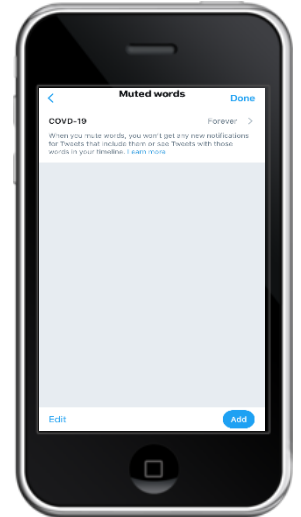 Muted words
Done
COVD-19 Forever
When you mute words, you won't get any new notifications
for Tweets that include them or see Tweets with those
words in your timeline. Learn more
Edit
Add